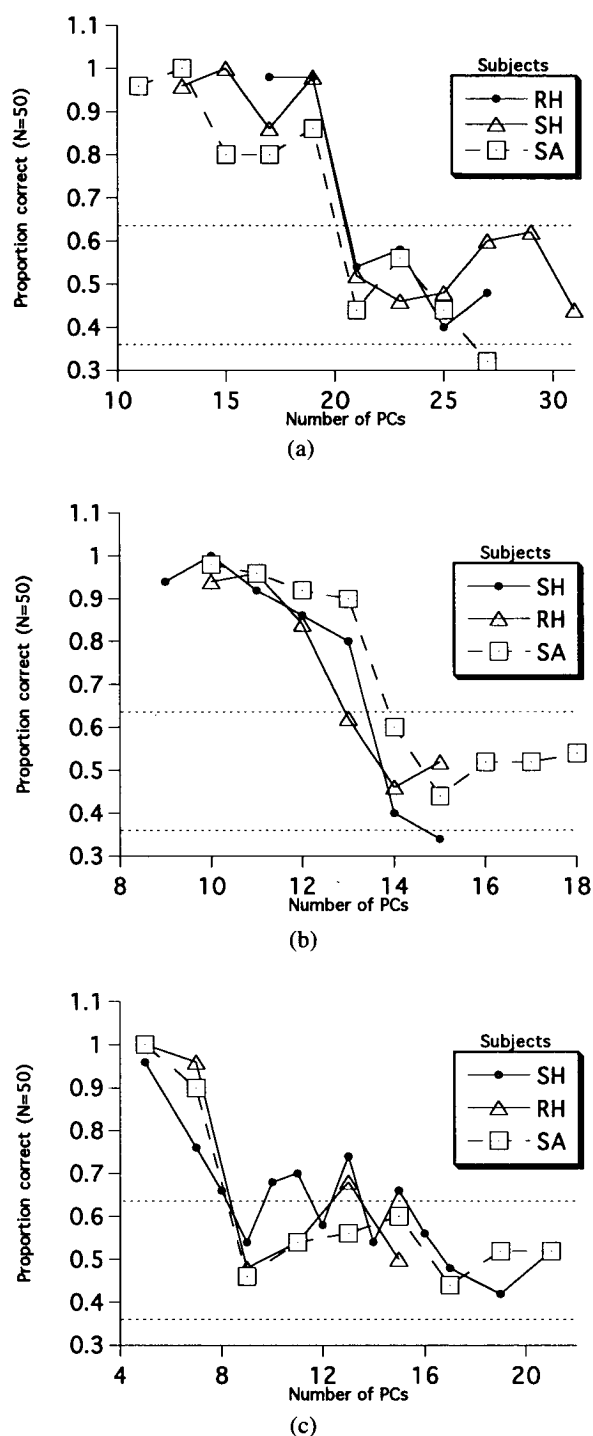 1.1
1
0.9
0.8
0.7
0.6
0.5
0.4
0.3
Proportion correct (N=50)
Subjects
RH
SH
SA
10 15 20 25 30
Number of PCs
(a)
1.1
1
0.9
0.8
0.7
0.6
0.5
0.4
0.3
Proportion correct (N=50)
Subjects
SH
RH
SA
8 10 12 14 16 18
Number of PCs
(b)
1.1
1
0.9
0.8
0.7
0.6
0.5
0.4
0.3
Proportion correct (N=50)
Subjects
SH
RH
SA
4 8 12 16 20
Number of PCs
(c)